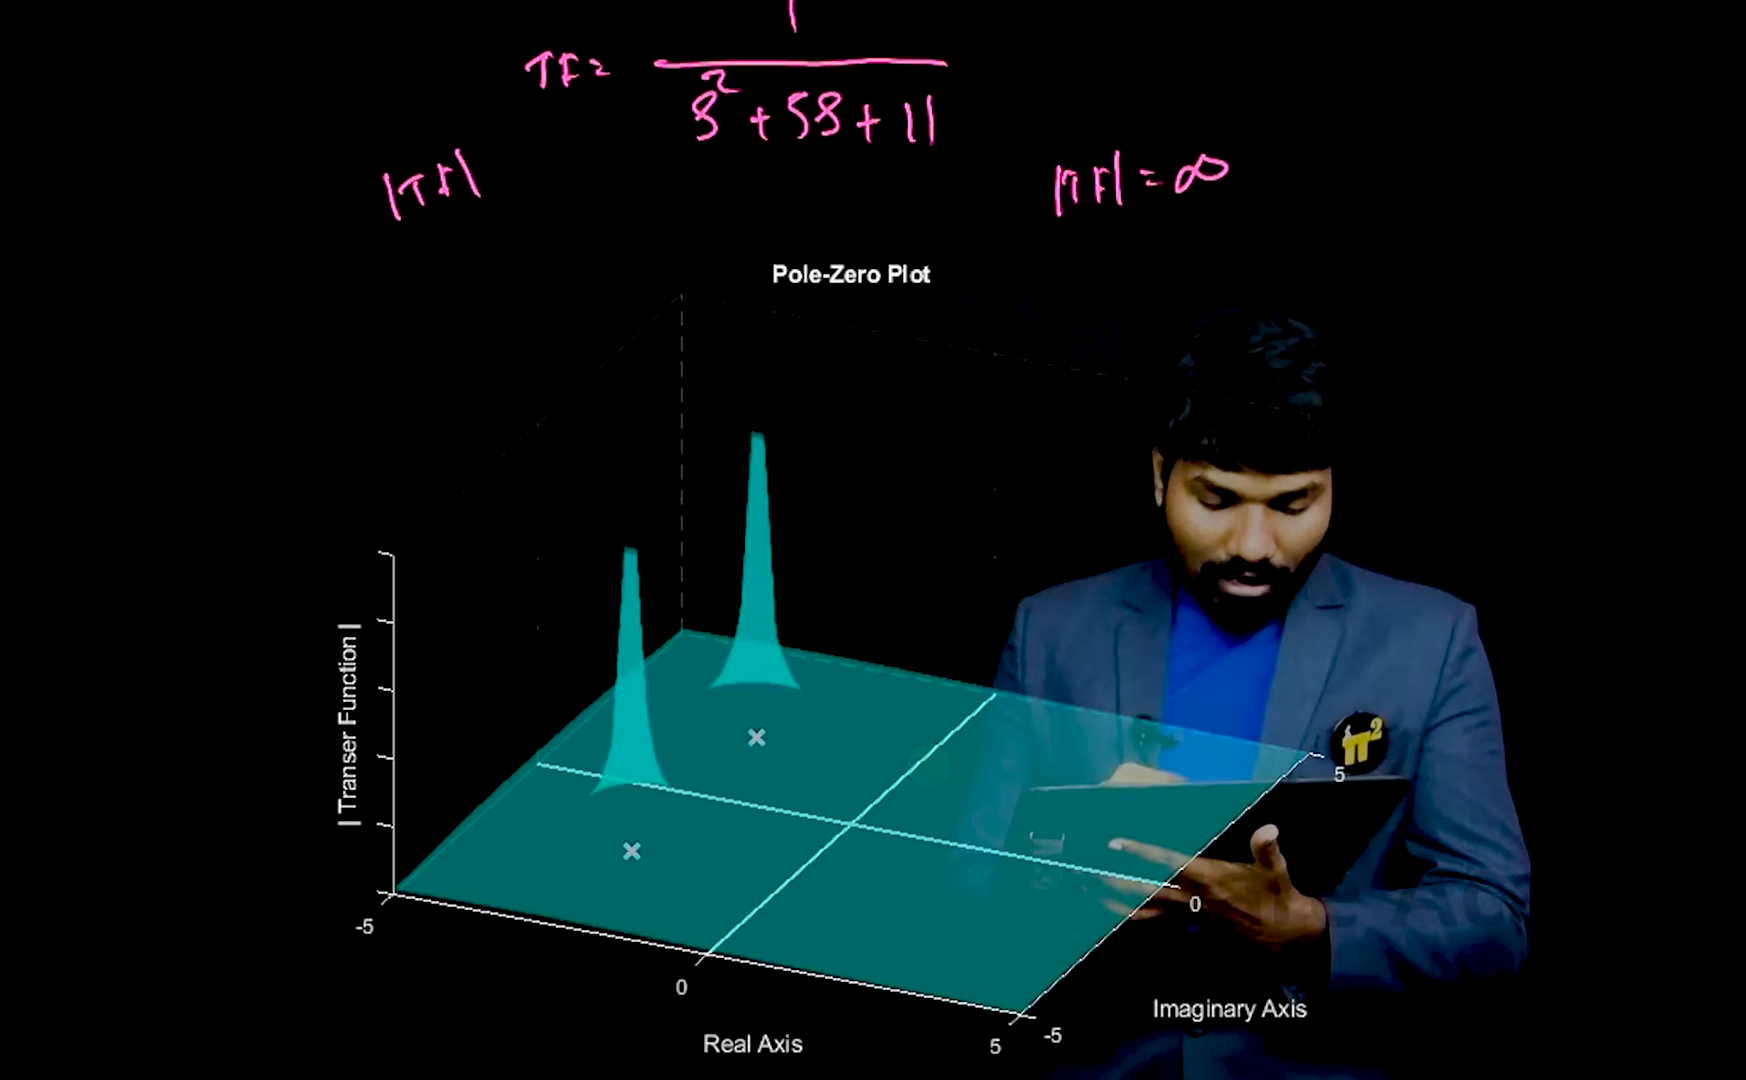 1
TF =
s² + 5s + 11
|TF|
|TF| = ∞
Pole-Zero Plot
| Transer Function |
5
0
-5
-5
0
5
Real Axis
Imaginary Axis
π²